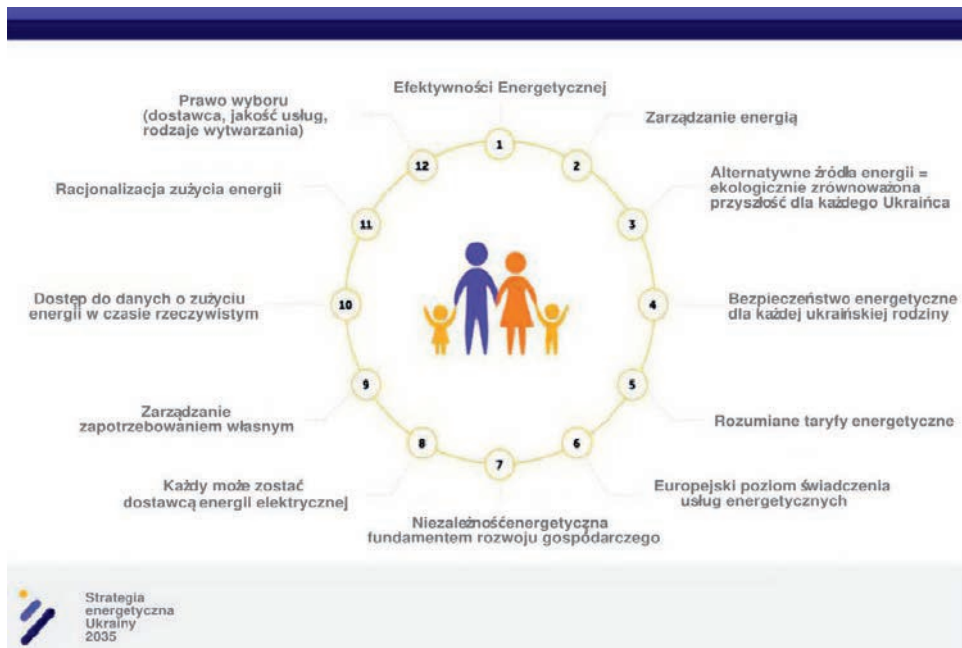 Efektywności Energetycznej
1
Zarządzanie energią
2
Alternatywne źródła energii =
ekologicznie zrównoważona
przyszłość dla każdego Ukraińca
3
Bezpieczeństwo energetyczne
dla każdej ukraińskiej rodziny
4
Rozumiane taryfy energetyczne
5
Europejski poziom świadczenia
usług energetycznych
6
Niezależnośćenergetyczna
fundamentem rozwoju gospodarczego
7
Każdy może zostać
dostawcą energii elektrycznej
8
Zarządzanie
zapotrzebowaniem własnym
9
Dostęp do danych o zużyciu
energii w czasie rzeczywistym
10
Racjonalizacja zużycia energii
11
Prawo wyboru
(dostawca, jakość usług,
rodzaje wytwarzania)
12
Strategia
energetyczna
Ukrainy
2035